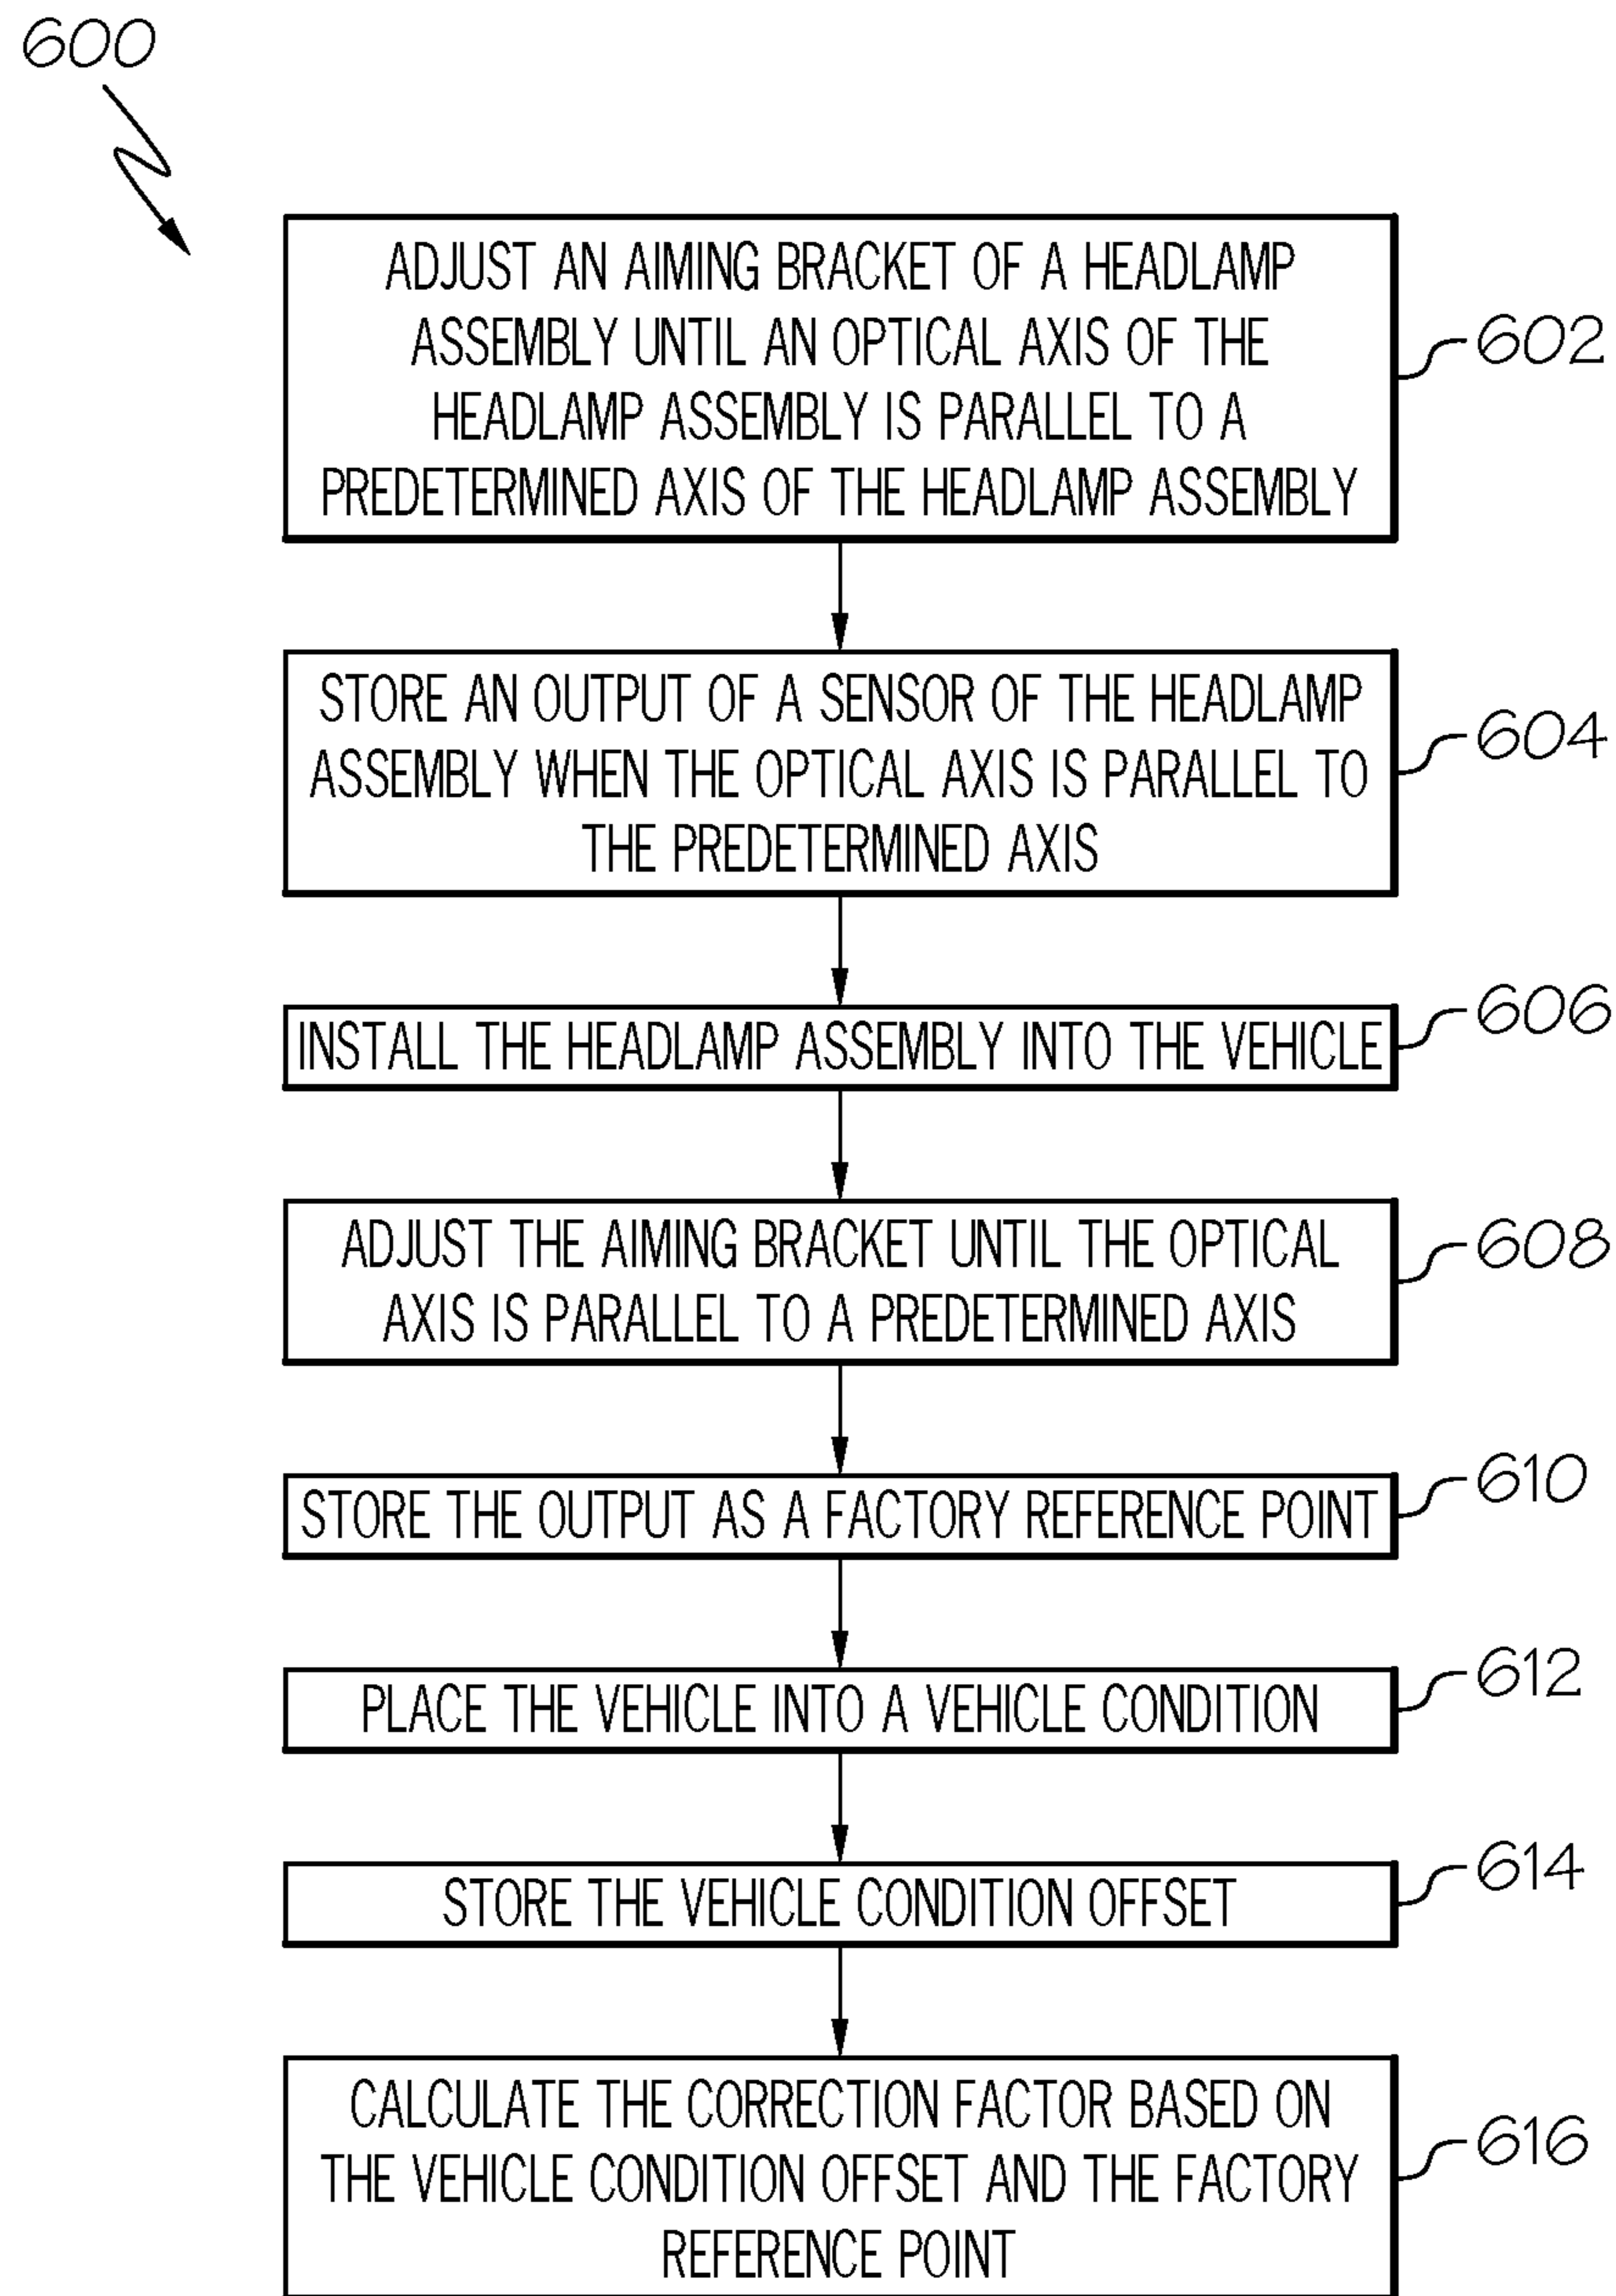 600
ADJUST AN AIMING BRACKET OF A HEADLAMP
ASSEMBLY UNTIL AN OPTICAL AXIS OF THE
HEADLAMP ASSEMBLY IS PARALLEL TO A
PREDETERMINED AXIS OF THE HEADLAMP ASSEMBLY
602
STORE AN OUTPUT OF A SENSOR OF THE HEADLAMP
ASSEMBLY WHEN THE OPTICAL AXIS IS PARALLEL TO
THE PREDETERMINED AXIS
604
INSTALL THE HEADLAMP ASSEMBLY INTO THE VEHICLE
606
ADJUST THE AIMING BRACKET UNTIL THE OPTICAL
AXIS IS PARALLEL TO A PREDETERMINED AXIS
608
STORE THE OUTPUT AS A FACTORY REFERENCE POINT
610
PLACE THE VEHICLE INTO A VEHICLE CONDITION
612
STORE THE VEHICLE CONDITION OFFSET
614
CALCULATE THE CORRECTION FACTOR BASED ON
THE VEHICLE CONDITION OFFSET AND THE FACTORY
REFERENCE POINT
616